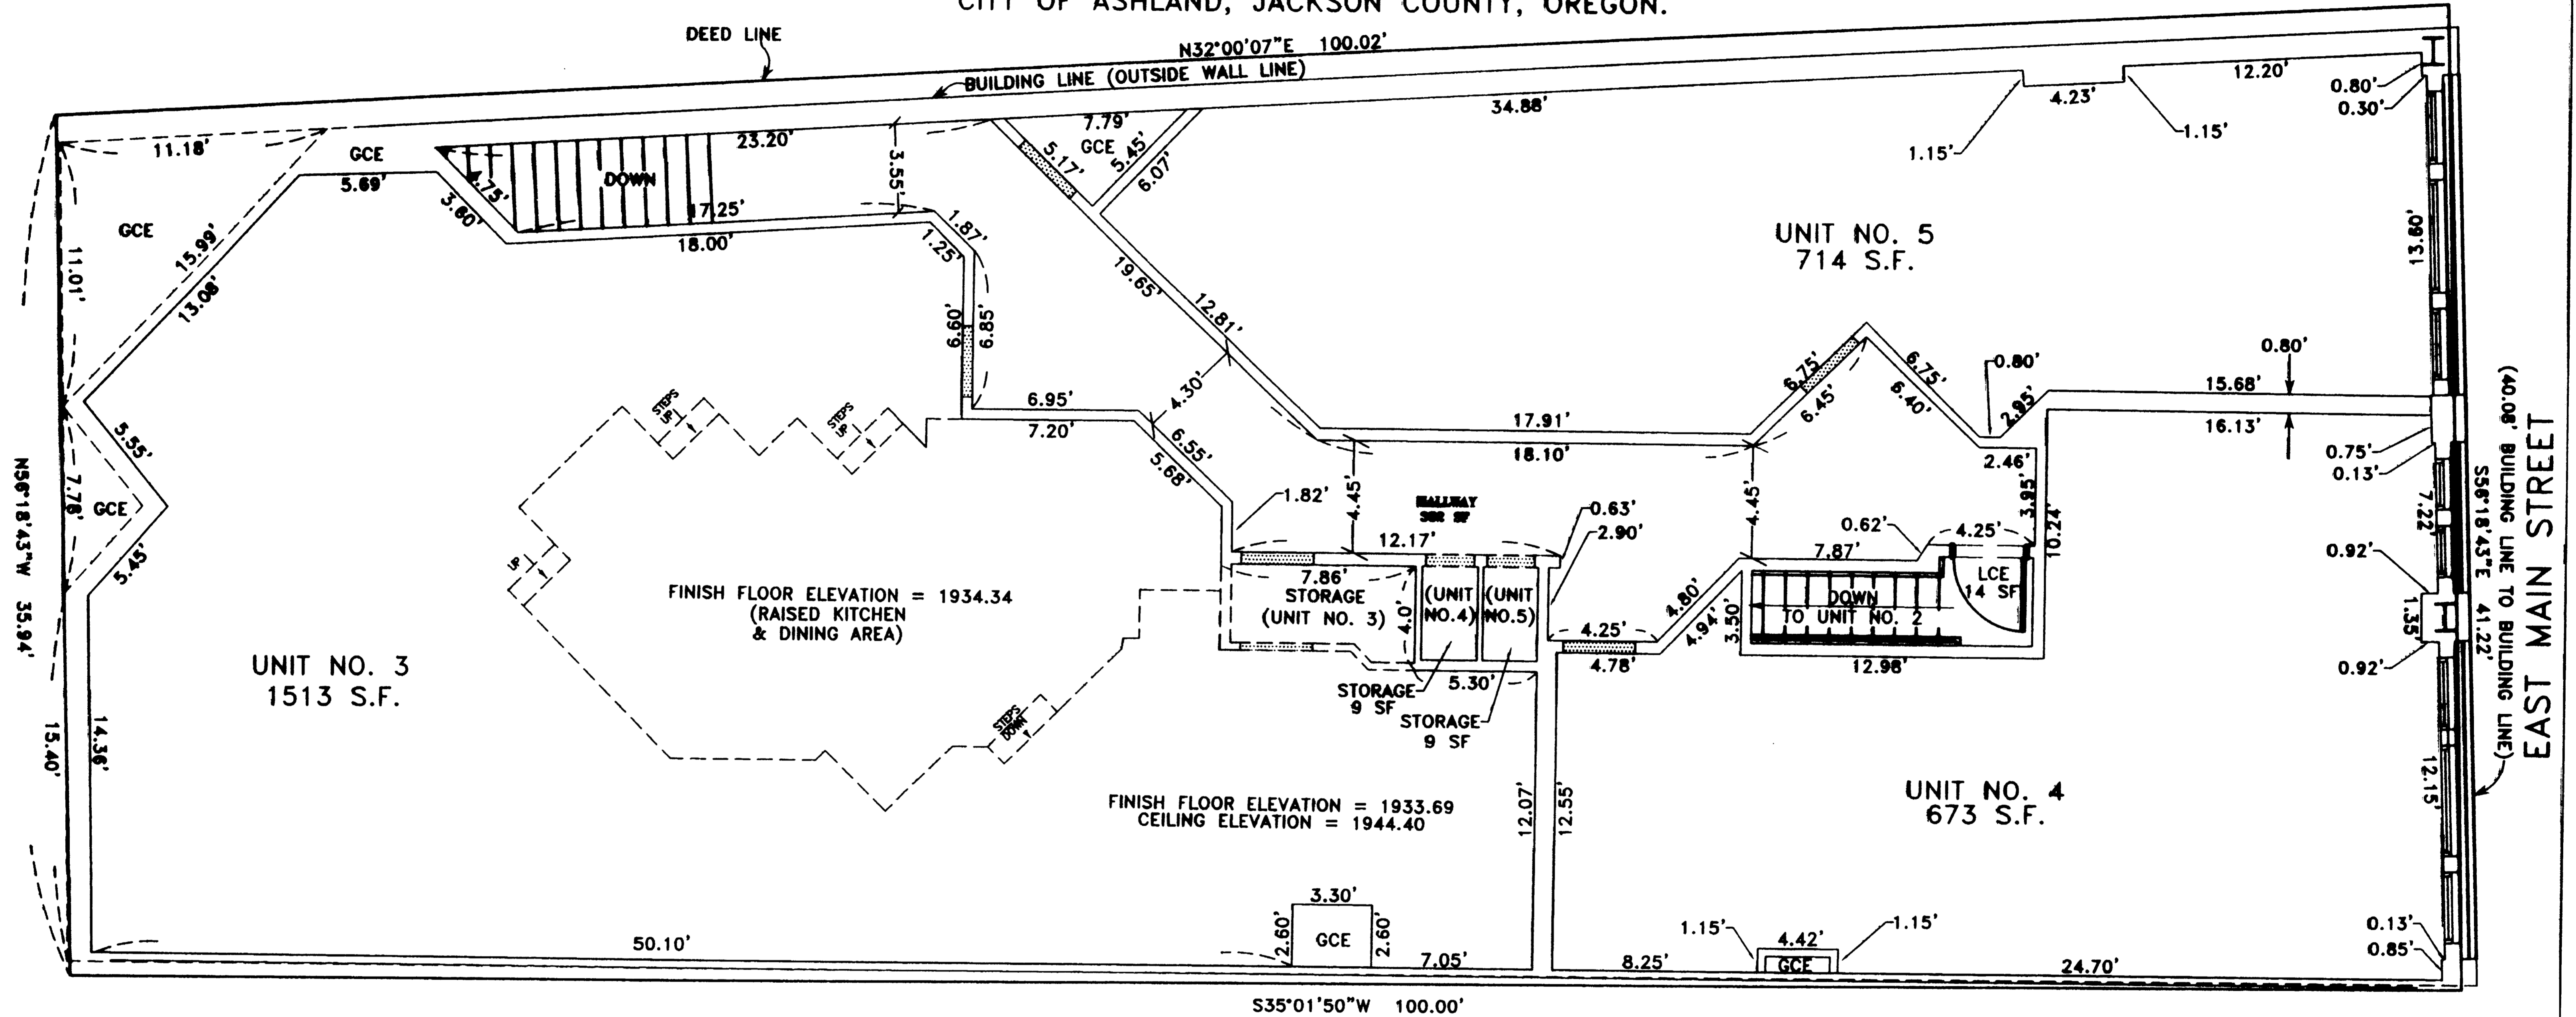 CITY OF ASHLAND, JACKSON COUNTY, OREGON.
DEED LINE
N32°00'07"E 100.02'
BUILDING LINE (OUTSIDE WALL LINE)
11.18'
GCE
5.69'
23.20'
3.55'
DOWN
3.60'
17.25'
18.00'
1.87'
1.25'
7.79'
GCE
5.17'
5.45'
6.07'
34.88'
4.23'
12.20'
1.15'
1.15'
0.80'
0.30'
GCE
11.01'
15.99'
13.08'
UNIT NO. 5
714 S.F.
13.60'
19.65'
12.81'
6.60'
6.85'
6.95'
7.20'
4.30'
6.55'
5.68'
STEPS
UP
STEPS
UP
UP
17.91'
18.10'
6.75'
6.45'
6.75'
6.40'
0.80'
2.95'
2.46'
0.80'
15.68'
16.13'
0.75'
0.13'
5.55'
7.78'
GCE
5.45'
1.82'
4.45'
HALLWAY
12.17'
0.63'
2.90'
4.45'
3.95'
10.24'
0.62'
4.25'
7.87'
7.22'
0.92'
1.35'
0.92'
N56°18'43"W 35.94'
FINISH FLOOR ELEVATION = 1934.34
(RAISED KITCHEN
& DINING AREA)
7.86'
STORAGE
(UNIT NO. 3)
4.0'
(UNIT
NO.4)
(UNIT
NO.5)
4.25'
4.78'
4.80'
4.94'
3.50'
DOWN
TO UNIT NO. 2
LCE
14 SF
12.98'
5.30'
STORAGE
9 SF
STORAGE
9 SF
UNIT NO. 3
1513 S.F.
STEPS
DOWN
14.36'
15.40'
FINISH FLOOR ELEVATION = 1933.69
CEILING ELEVATION = 1944.40
12.07'
12.55'
UNIT NO. 4
673 S.F.
12.15'
S56°18'43"E 41.22'
(40.08' BUILDING LINE TO BUILDING LINE)
EAST MAIN STREET
3.30'
2.60'
GCE
2.60'
50.10'
7.05'
8.25'
1.15'
4.42'
1.15'
GCE
24.70'
0.13'
0.85'
S35°01'50"W 100.00'